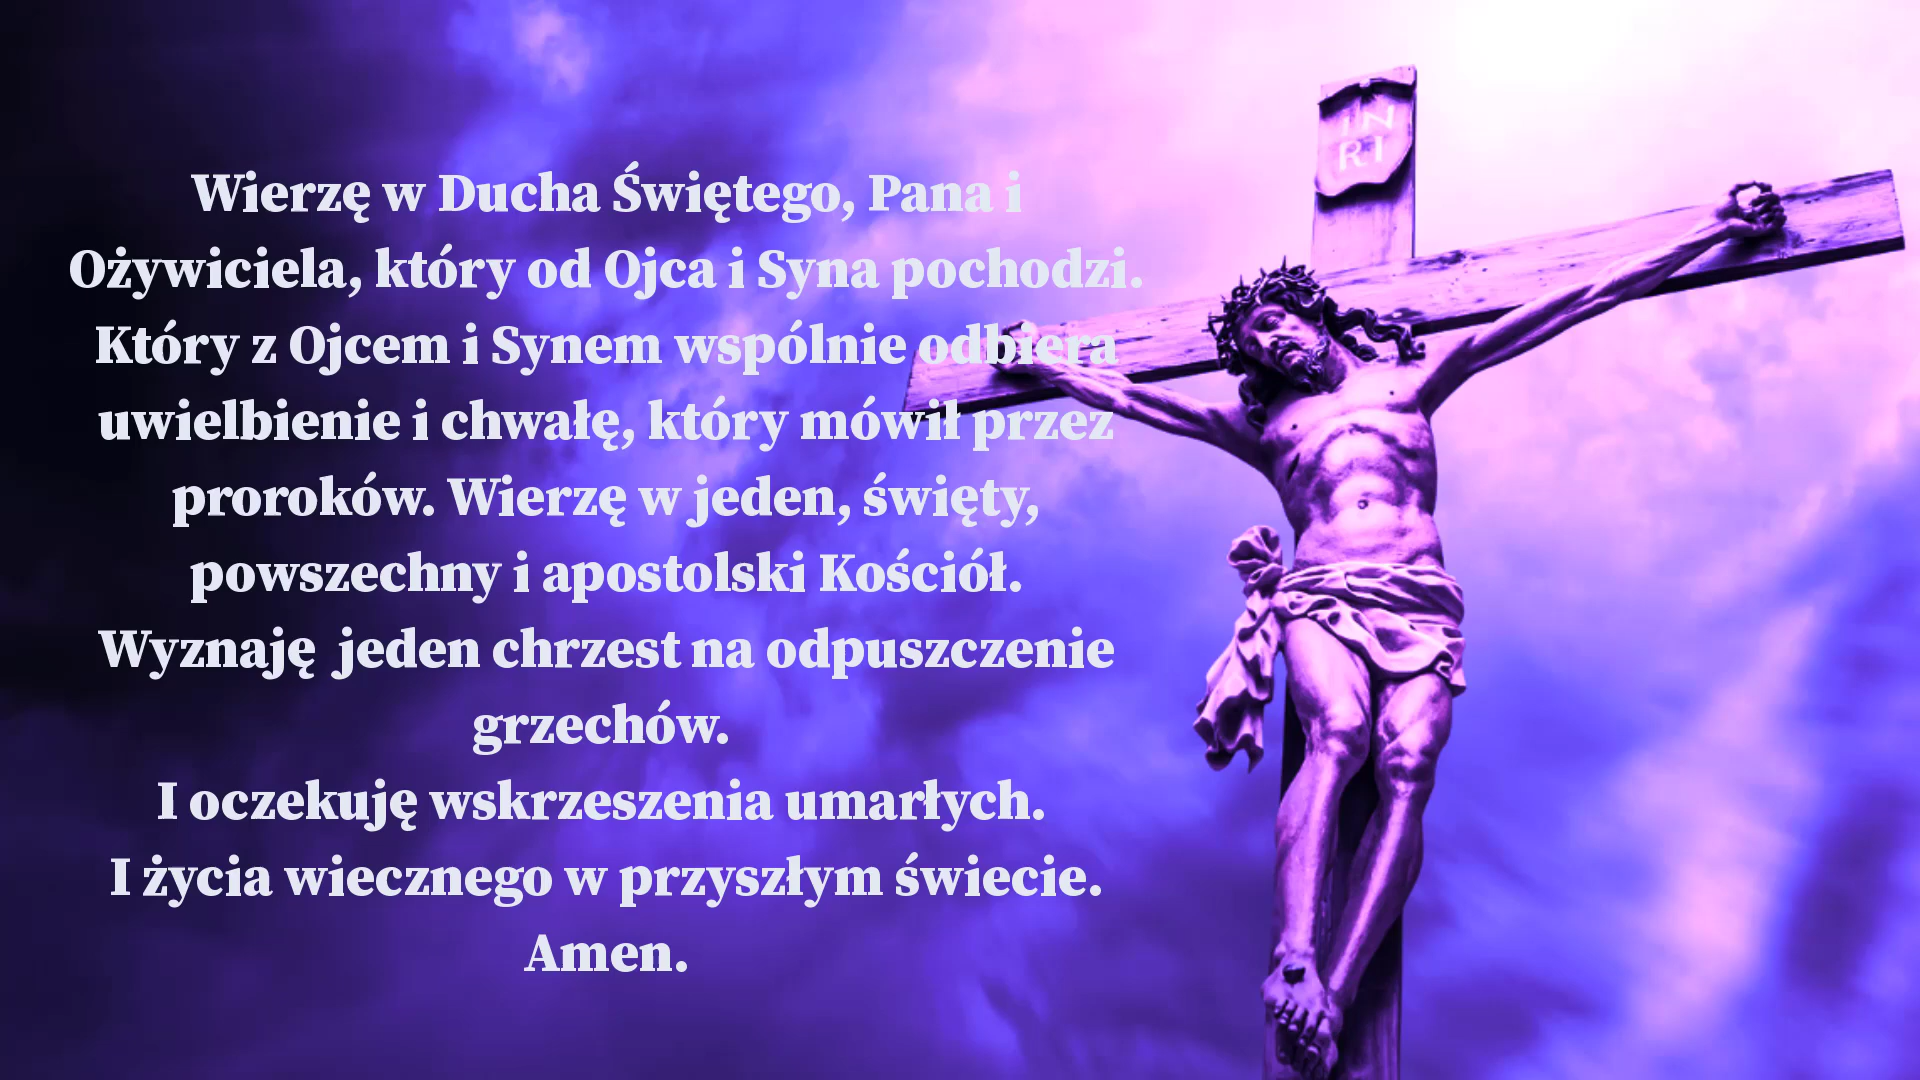 Wierzę w Ducha Świętego, Pana i
Ożywiciela, który od Ojca i Syna pochodzi.
Który z Ojcem i Synem wspólnie odbiera
uwielbienie i chwałę, który mówił przez
proroków. Wierzę w jeden, święty,
powszechny i apostolski Kościół.
Wyznaję  jeden chrzest na odpuszczenie
grzechów.
I oczekuję wskrzeszenia umarłych.
I życia wiecznego w przyszłym świecie.
Amen.
IN
RI